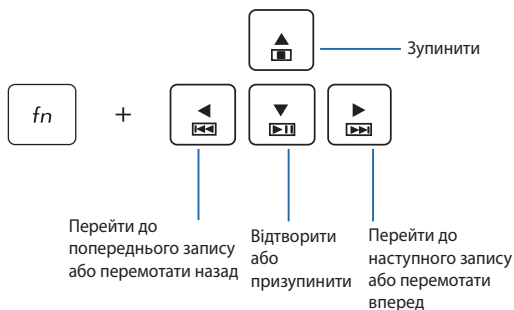 Зупинити
fn +
Перейти до
попереднього запису
або перемотати назад
Відтворити
або
призупинити
Перейти до
наступного запису
або перемотати
вперед